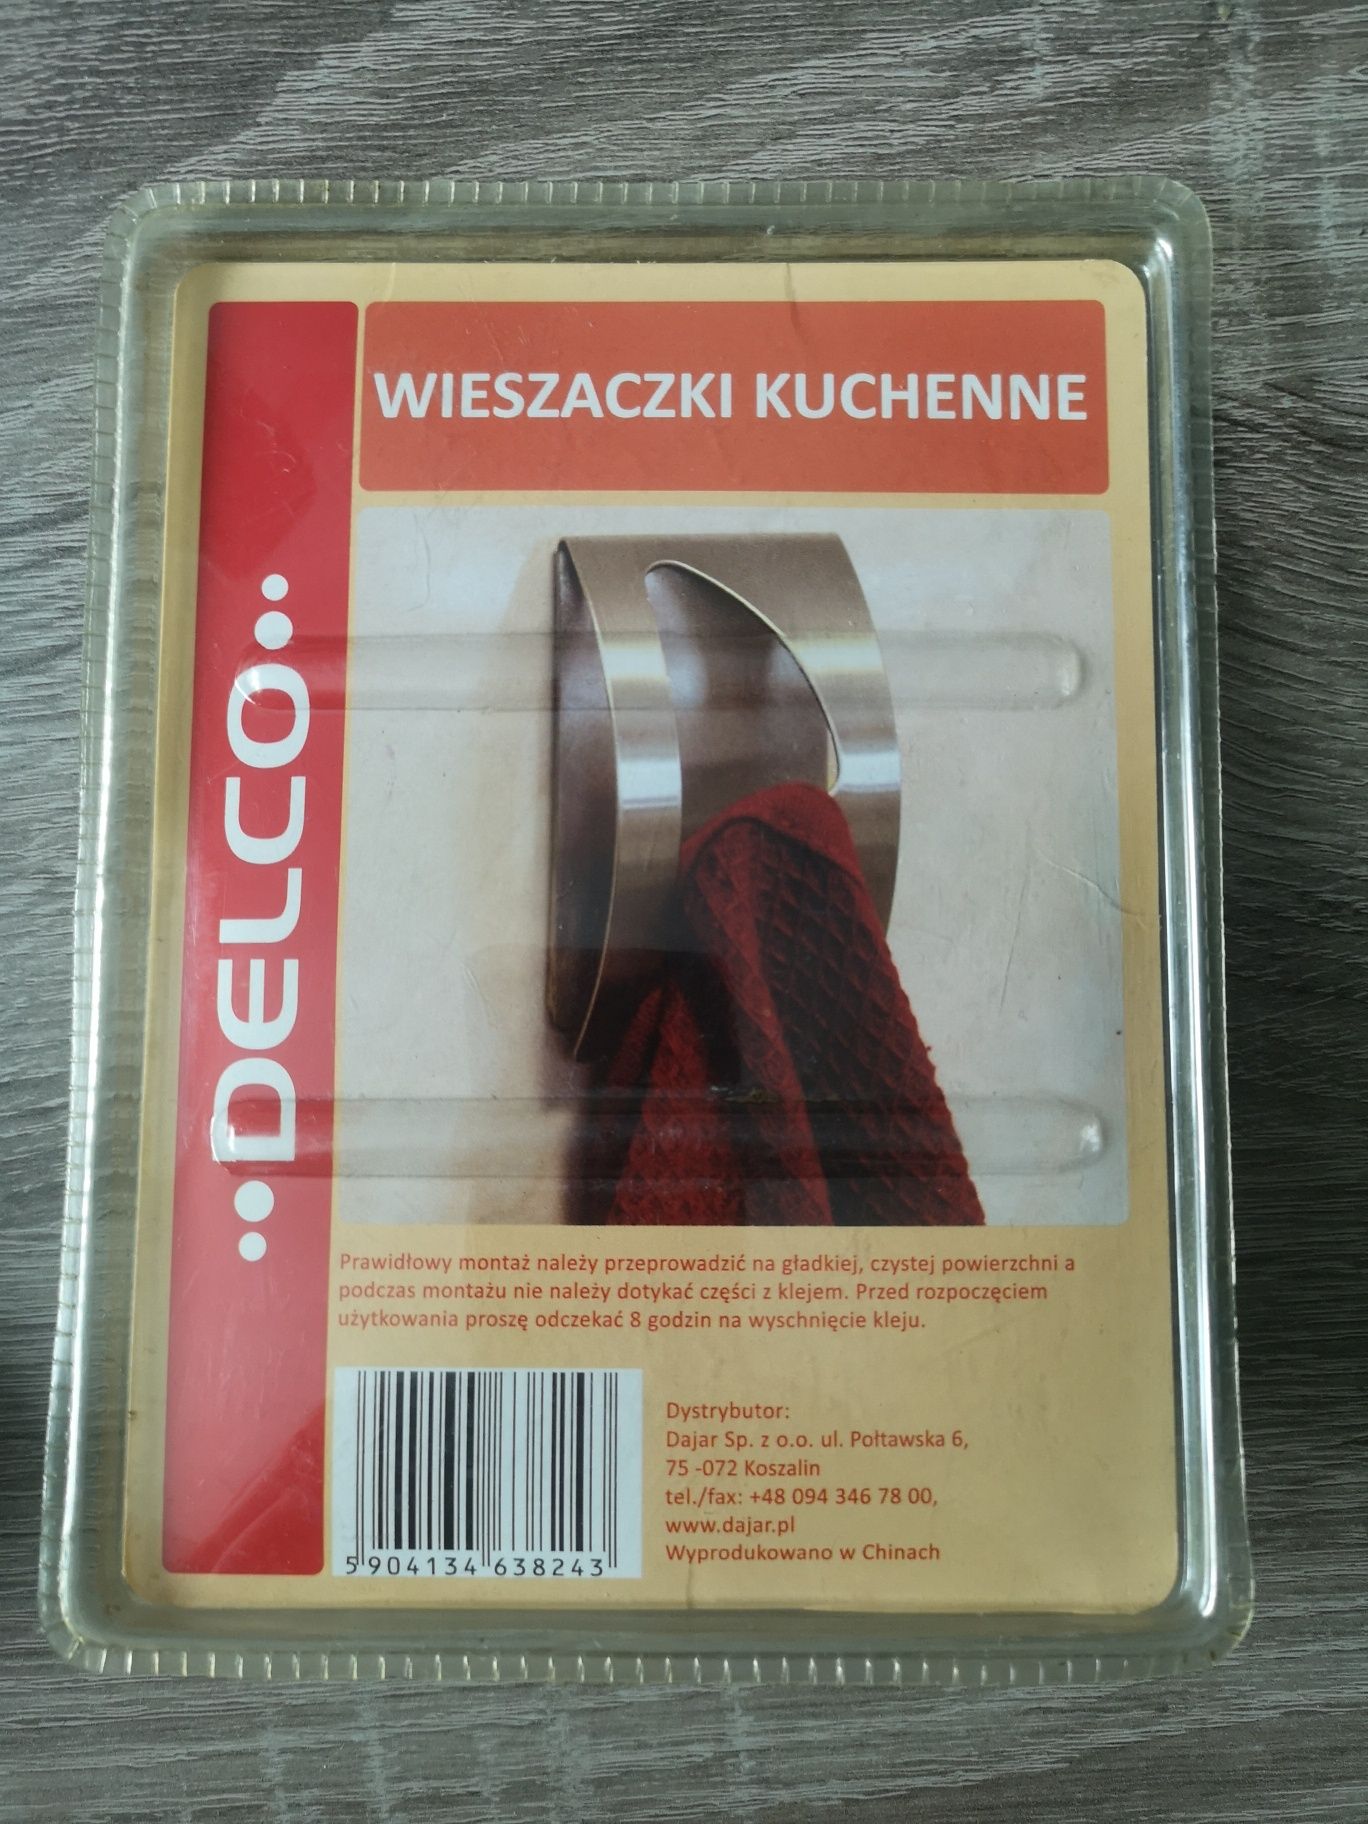 WIESZACZKI KUCHENNE
DELCO
Prawidłowy montaż należy przeprowadzić na gładkiej, czystej powierzchni a
podczas montażu nie należy dotykać części z klejem. Przed rozpoczęciem
użytkowania proszę odczekać 8 godzin na wyschnięcie kleju.
5 904134 638243
Dystrybutor:
Dajar Sp. z o.o. ul. Połtawska 6,
75 -072 Koszalin
tel./fax: +48 094 346 78 00,
www.dajar.pl
Wyprodukowano w Chinach